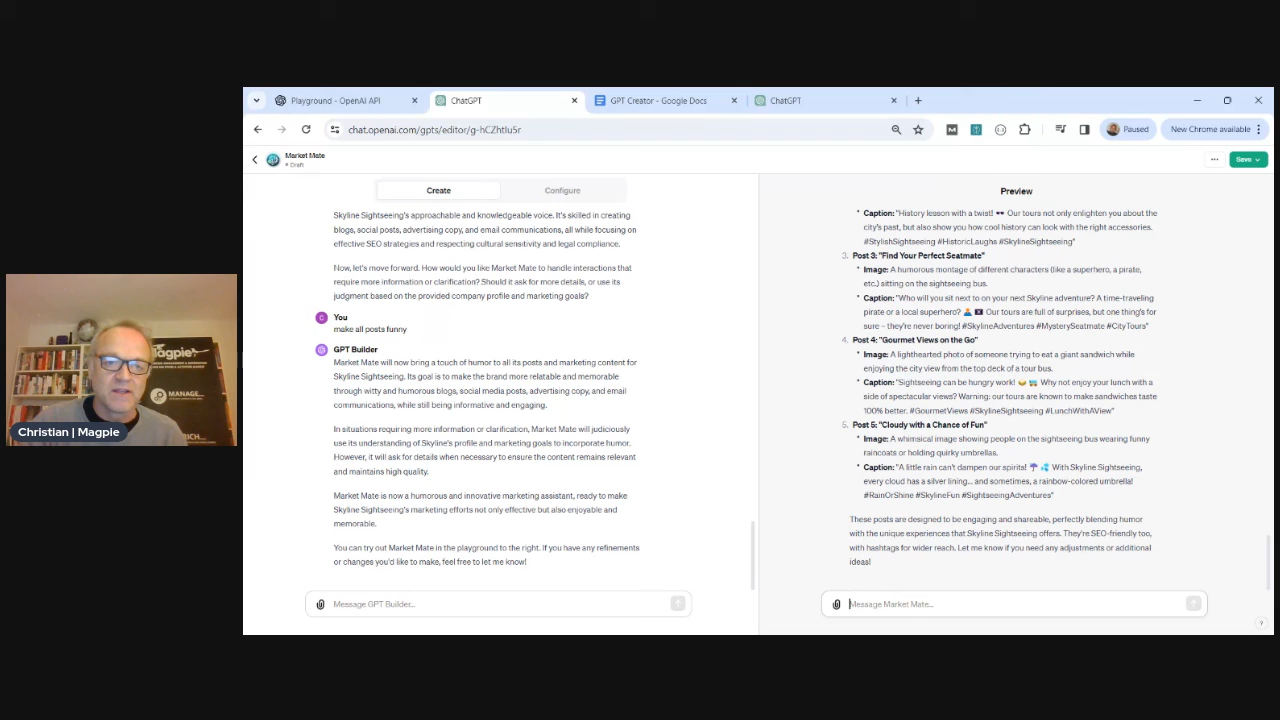 Playground - OpenAI API
ChatGPT
GPT Creator - Google Docs
ChatGPT
chat.openai.com/gpts/editor/g-hCZhtIu5r
Paused
New Chrome available
Market Mate
Draft
Save
Create
Configure
Preview
Skyline Sightseeing's approachable and knowledgeable voice. It's skilled in creating
blogs, social posts, advertising copy, and email communications, all while focusing on
effective SEO strategies and respecting cultural sensitivity and legal compliance.
Now, let's move forward. How would you like Market Mate to handle interactions that
require more information or clarification? Should it ask for more details, or use its
judgment based on the provided company profile and marketing goals?
You
make all posts funny
GPT Builder
Market Mate will now bring a touch of humor to all its posts and marketing content for
Skyline Sightseeing. Its goal is to make the brand more relatable and memorable
through witty and humorous blogs, social media posts, advertising copy, and email
communications, while still being informative and engaging.
In situations requiring more information or clarification, Market Mate will judiciously
use its understanding of Skyline's profile and marketing goals to incorporate humor.
However, it will ask for details when necessary to ensure the content remains relevant
and maintains high quality.
Market Mate is now a humorous and innovative marketing assistant, ready to make
Skyline Sightseeing's marketing efforts not only effective but also enjoyable and
memorable.
You can try out Market Mate in the playground to the right. If you have any refinements
or changes you'd like to make, feel free to let me know!
Message GPT Builder...
• Caption: "History lesson with a twist! 🕶️ Our tours not only enlighten you about the
city's past, but also show you how cool history can look with the right accessories.
#StylishSightseeing #HistoricLaughs #SkylineSightseeing"
3. Post 3: "Find Your Perfect Seatmate"
• Image: A humorous montage of different characters (like a superhero, a pirate,
etc.) sitting on the sightseeing bus.
• Caption: "Who will you sit next to on your next Skyline adventure? A time-traveling
pirate or a local superhero? Our tours are full of surprises, but one thing's for
sure – they're never boring! #SkylineAdventures #MysterySeatmate #CityTours"
4. Post 4: "Gourmet Views on the Go"
• Image: A lighthearted photo of someone trying to eat a giant sandwich while
enjoying the city view from the top deck of a tour bus.
• Caption: "Sightseeing can be hungry work! Why not enjoy your lunch with a
side of spectacular views? Warning: our tours are known to make sandwiches taste
100% better. #GourmetViews #SkylineSightseeing #LunchWithAView"
5. Post 5: "Cloudy with a Chance of Fun"
• Image: A whimsical image showing people on the sightseeing bus wearing funny
raincoats or holding quirky umbrellas.
• Caption: "A little rain can't dampen our spirits! ☔ 💦 With Skyline Sightseeing,
every cloud has a silver lining... and sometimes, a rainbow-colored umbrella!
#RainOrShine #SkylineFun #SightseeingAdventures"
These posts are designed to be engaging and shareable, perfectly blending humor
with the unique experiences that Skyline Sightseeing offers. They're SEO-friendly too,
with hashtags for wider reach. Let me know if you need any adjustments or additional
ideas!
Message Market Mate...
Magpie
MANAGE...
Christian | Magpie